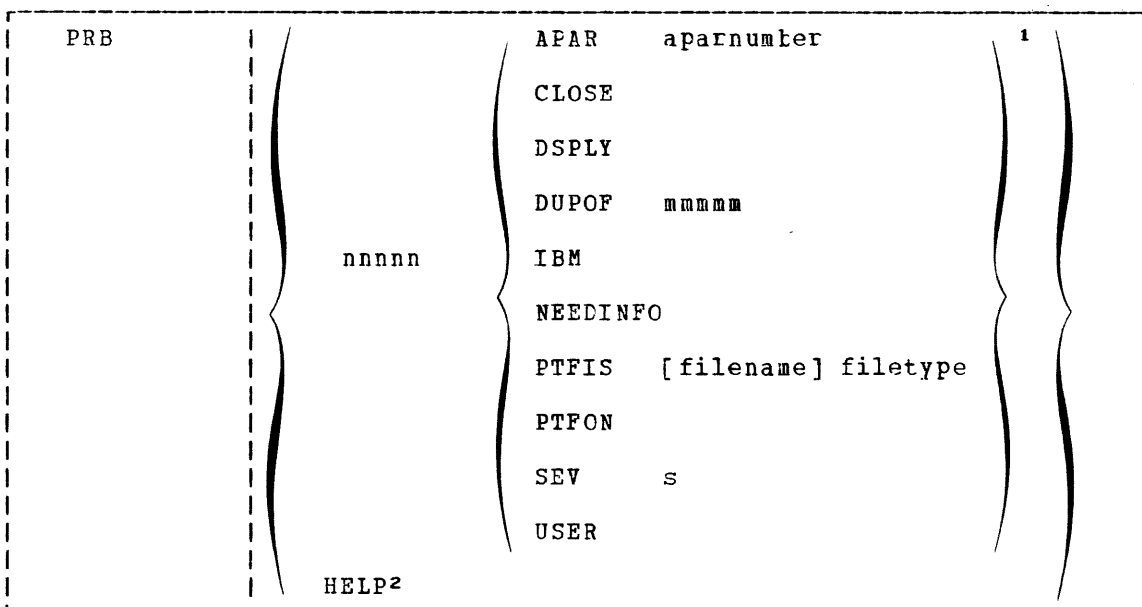 PRB APAR aparnumber 1
CLOSE
DSPLY
DUPOF mmmmm
nnnnn IBM
NEEDINFO
PTFIS [filename] filetype
PTFON
SEV s
USER
HELP2